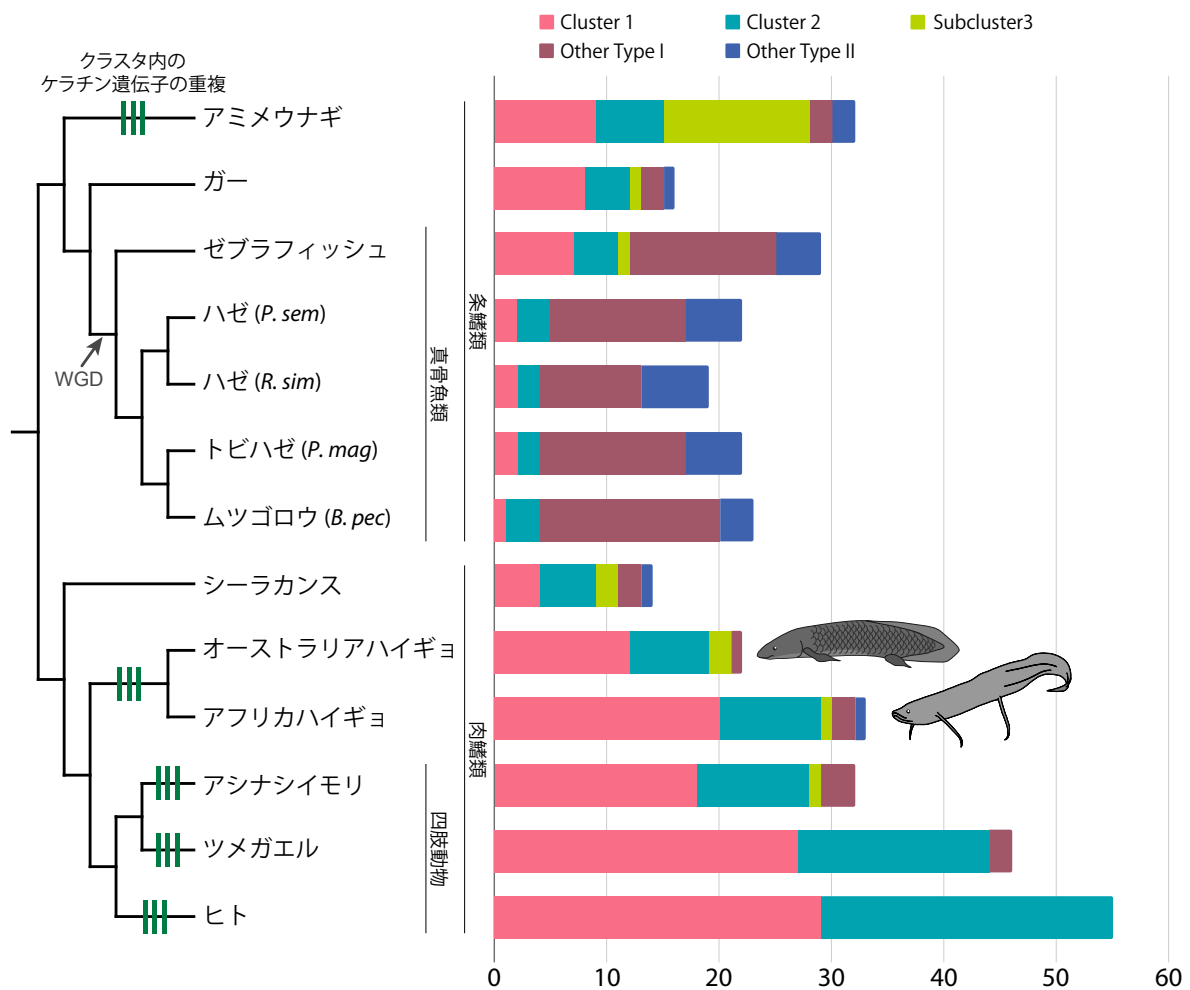 Cluster 1
Cluster 2
Subcluster3
Other Type I
Other Type II
クラスタ内の
ケラチン遺伝子の重複
アミメウナギ
ガー
ゼブラフィッシュ
ハゼ (P. sem)
ハゼ (R. sim)
トビハゼ (P. mag)
ムツゴロウ (B. pec)
シーラカンス
オーストラリアハイギョ
アフリカハイギョ
アシナシイモリ
ツメガエル
ヒト
WGD
真骨魚類
条鰭類
四肢動物
肉鰭類
0
10
20
30
40
50
60